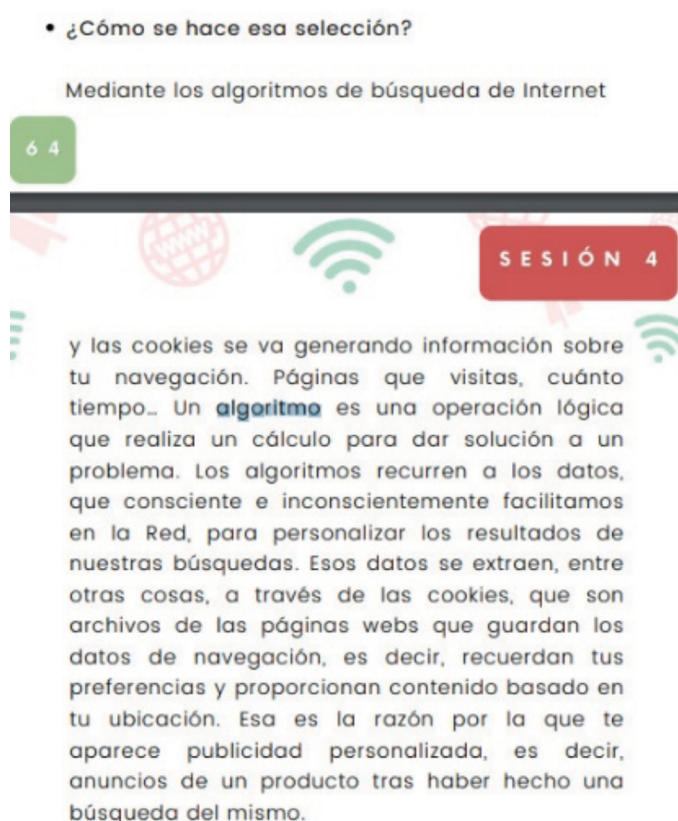 • ¿Cómo se hace esa selección?
Mediante los algoritmos de búsqueda de Internet
64
WWW
SESIÓN 4
y las cookies se va generando información sobre
tu navegación. Páginas que visitas, cuánto
tiempo… Un algoritmo es una operación lógica
que realiza un cálculo para dar solución a un
problema. Los algoritmos recurren a los datos,
que consciente e inconscientemente facilitamos
en la Red, para personalizar los resultados de
nuestras búsquedas. Esos datos se extraen, entre
otras cosas, a través de las cookies, que son
archivos de las páginas webs que guardan los
datos de navegación, es decir, recuerdan tus
preferencias y proporcionan contenido basado en
tu ubicación. Esa es la razón por la que te
aparece publicidad personalizada, es decir,
anuncios de un producto tras haber hecho una
búsqueda del mismo.